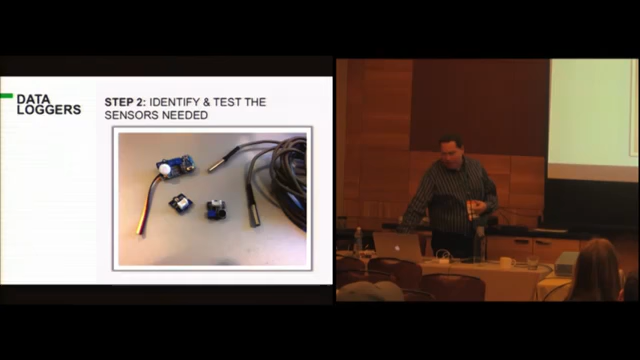 DATA
LOGGERS
STEP 2: IDENTIFY & TEST THE
SENSORS NEEDED